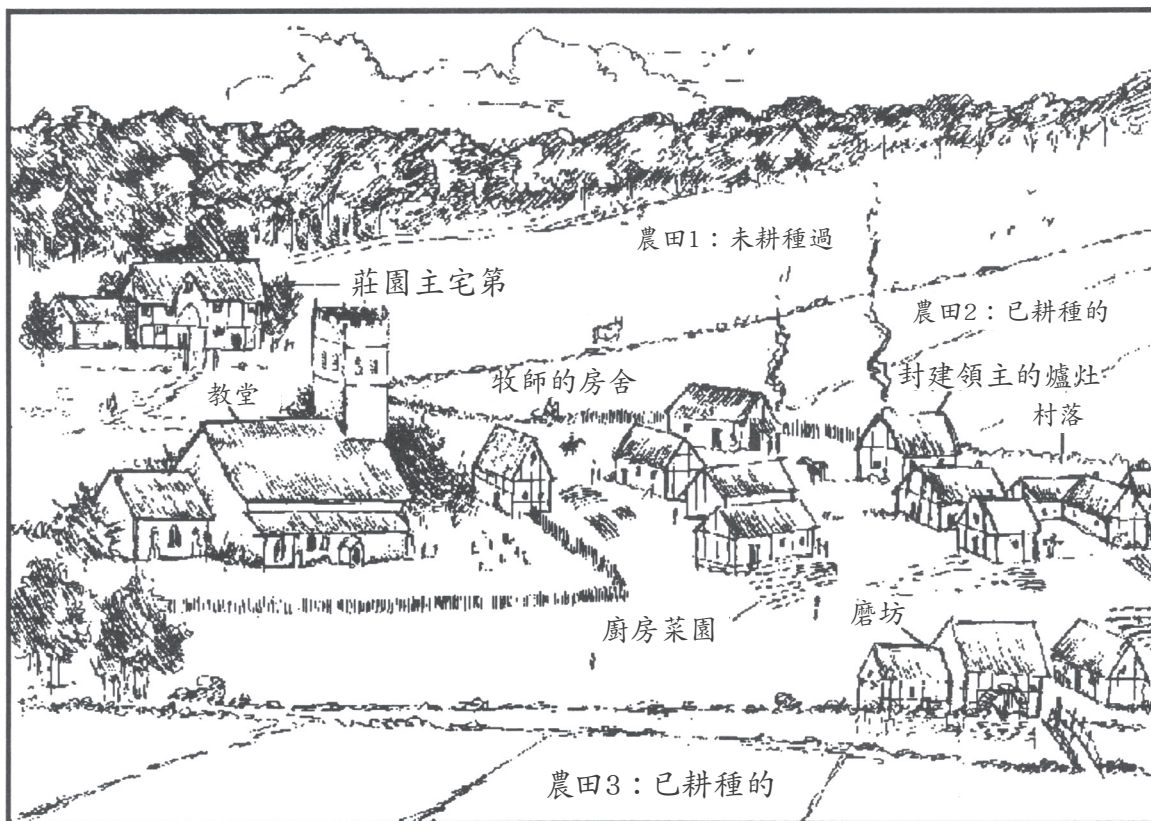 農田1：未耕種過
莊園主宅第
農田2：已耕種的
封建領主的爐灶
牧師的房舍
教堂
村落
廚房菜園
磨坊
農田3：已耕種的